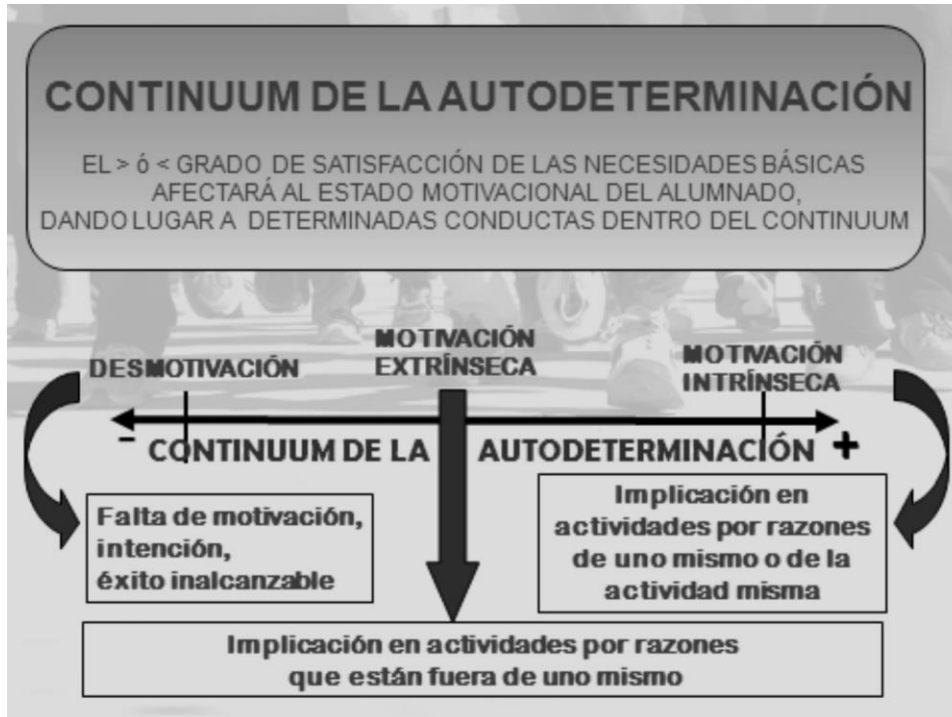 CONTINUUM DE LA AUTODETERMINACIÓN
EL > ó < GRADO DE SATISFACCIÓN DE LAS NECESIDADES BÁSICAS
AFECTARÁ AL ESTADO MOTIVACIONAL DEL ALUMNADO,
DANDO LUGAR A DETERMINADAS CONDUCTAS DENTRO DEL CONTINUUM
DESMOTIVACIÓN
MOTIVACIÓN
EXTRÍNSECA
MOTIVACIÓN
INTRÍNSECA
- CONTINUUM DE LA AUTODETERMINACIÓN +
Falta de motivación,
intención,
éxito inalcanzable
Implicación en
actividades por razones
de uno mismo o de la
actividad misma
Implicación en actividades por razones
que están fuera de uno mismo